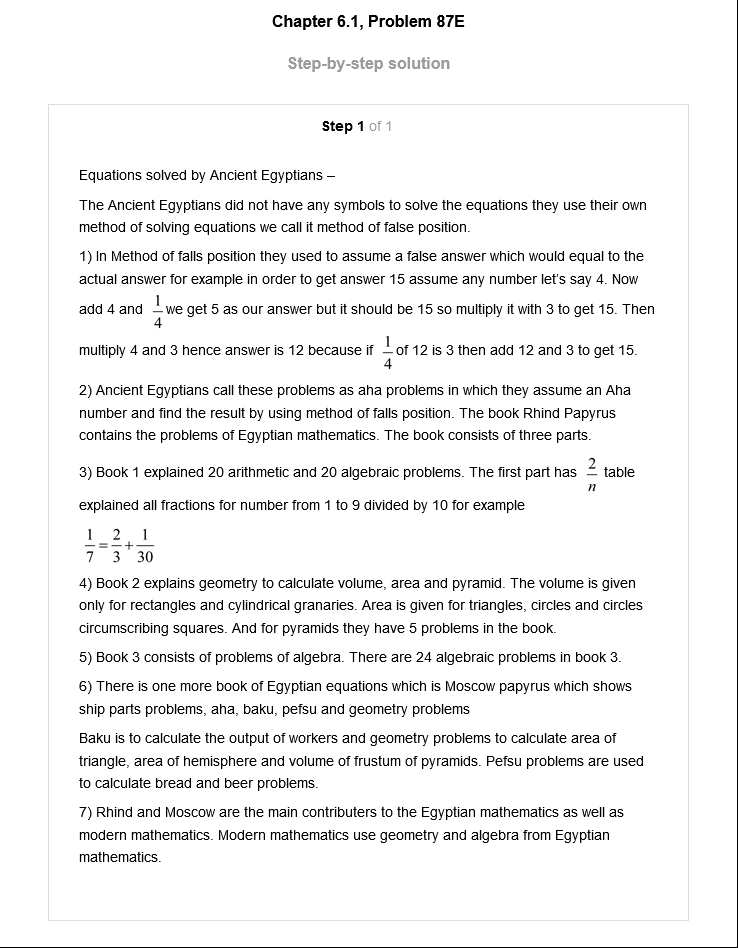 Chapter 6.1, Problem 87E
Step-by-step solution
Step 1 of 1
Equations solved by Ancient Egyptians –
The Ancient Egyptians did not have any symbols to solve the equations they use their own
method of solving equations we call it method of false position.
1) In Method of falls position they used to assume a false answer which would equal to the
actual answer for example in order to get answer 15 assume any number let's say 4. Now
add 4 and 1/4 we get 5 as our answer but it should be 15 so multiply it with 3 to get 15. Then
multiply 4 and 3 hence answer is 12 because if 1/4 of 12 is 3 then add 12 and 3 to get 15.
2) Ancient Egyptians call these problems as aha problems in which they assume an Aha
number and find the result by using method of falls position. The book Rhind Papyrus
contains the problems of Egyptian mathematics. The book consists of three parts.
3) Book 1 explained 20 arithmetic and 20 algebraic problems. The first part has 2/n table
explained all fractions for number from 1 to 9 divided by 10 for example
1/7 = 2/3 + 1/30
4) Book 2 explains geometry to calculate volume, area and pyramid. The volume is given
only for rectangles and cylindrical granaries. Area is given for triangles, circles and circles
circumscribing squares. And for pyramids they have 5 problems in the book.
5) Book 3 consists of problems of algebra. There are 24 algebraic problems in book 3.
6) There is one more book of Egyptian equations which is Moscow papyrus which shows
ship parts problems, aha, baku, pefsu and geometry problems
Baku is to calculate the output of workers and geometry problems to calculate area of
triangle, area of hemisphere and volume of frustum of pyramids. Pefsu problems are used
to calculate bread and beer problems.
7) Rhind and Moscow are the main contributers to the Egyptian mathematics as well as
modern mathematics. Modern mathematics use geometry and algebra from Egyptian
mathematics.